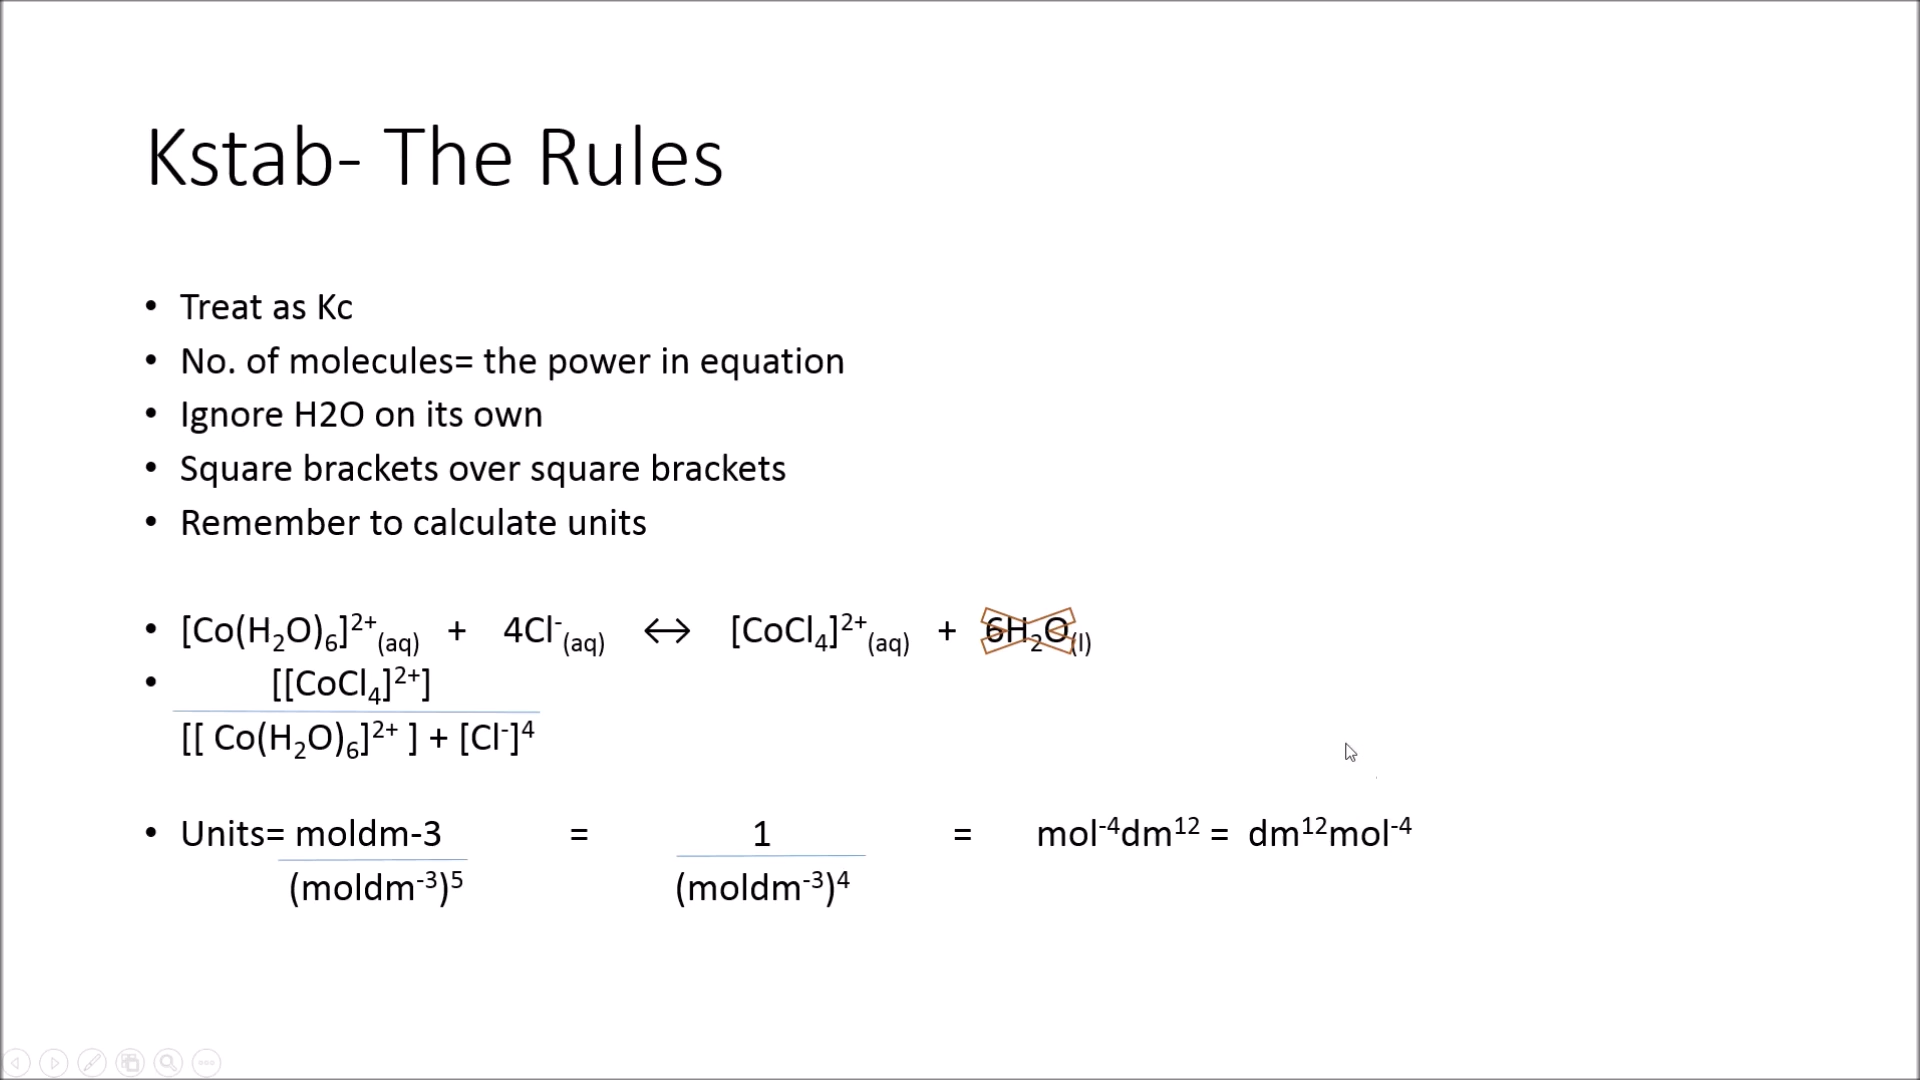 Kstab- The Rules
• Treat as Kc
• No. of molecules= the power in equation
• Ignore H2O on its own
• Square brackets over square brackets
• Remember to calculate units
• [Co(H₂O)₆]²⁺(aq) + 4Cl⁻(aq) ↔ [CoCl₄]²⁺(aq) + 6H₂O(l)
• [[CoCl₄]²⁺]
[[ Co(H₂O)₆]²⁺ ] + [Cl⁻]⁴
• Units= moldm-3 = 1 = mol⁻⁴dm¹² = dm¹²mol⁻⁴
(moldm⁻³)⁵ (moldm⁻³)⁴